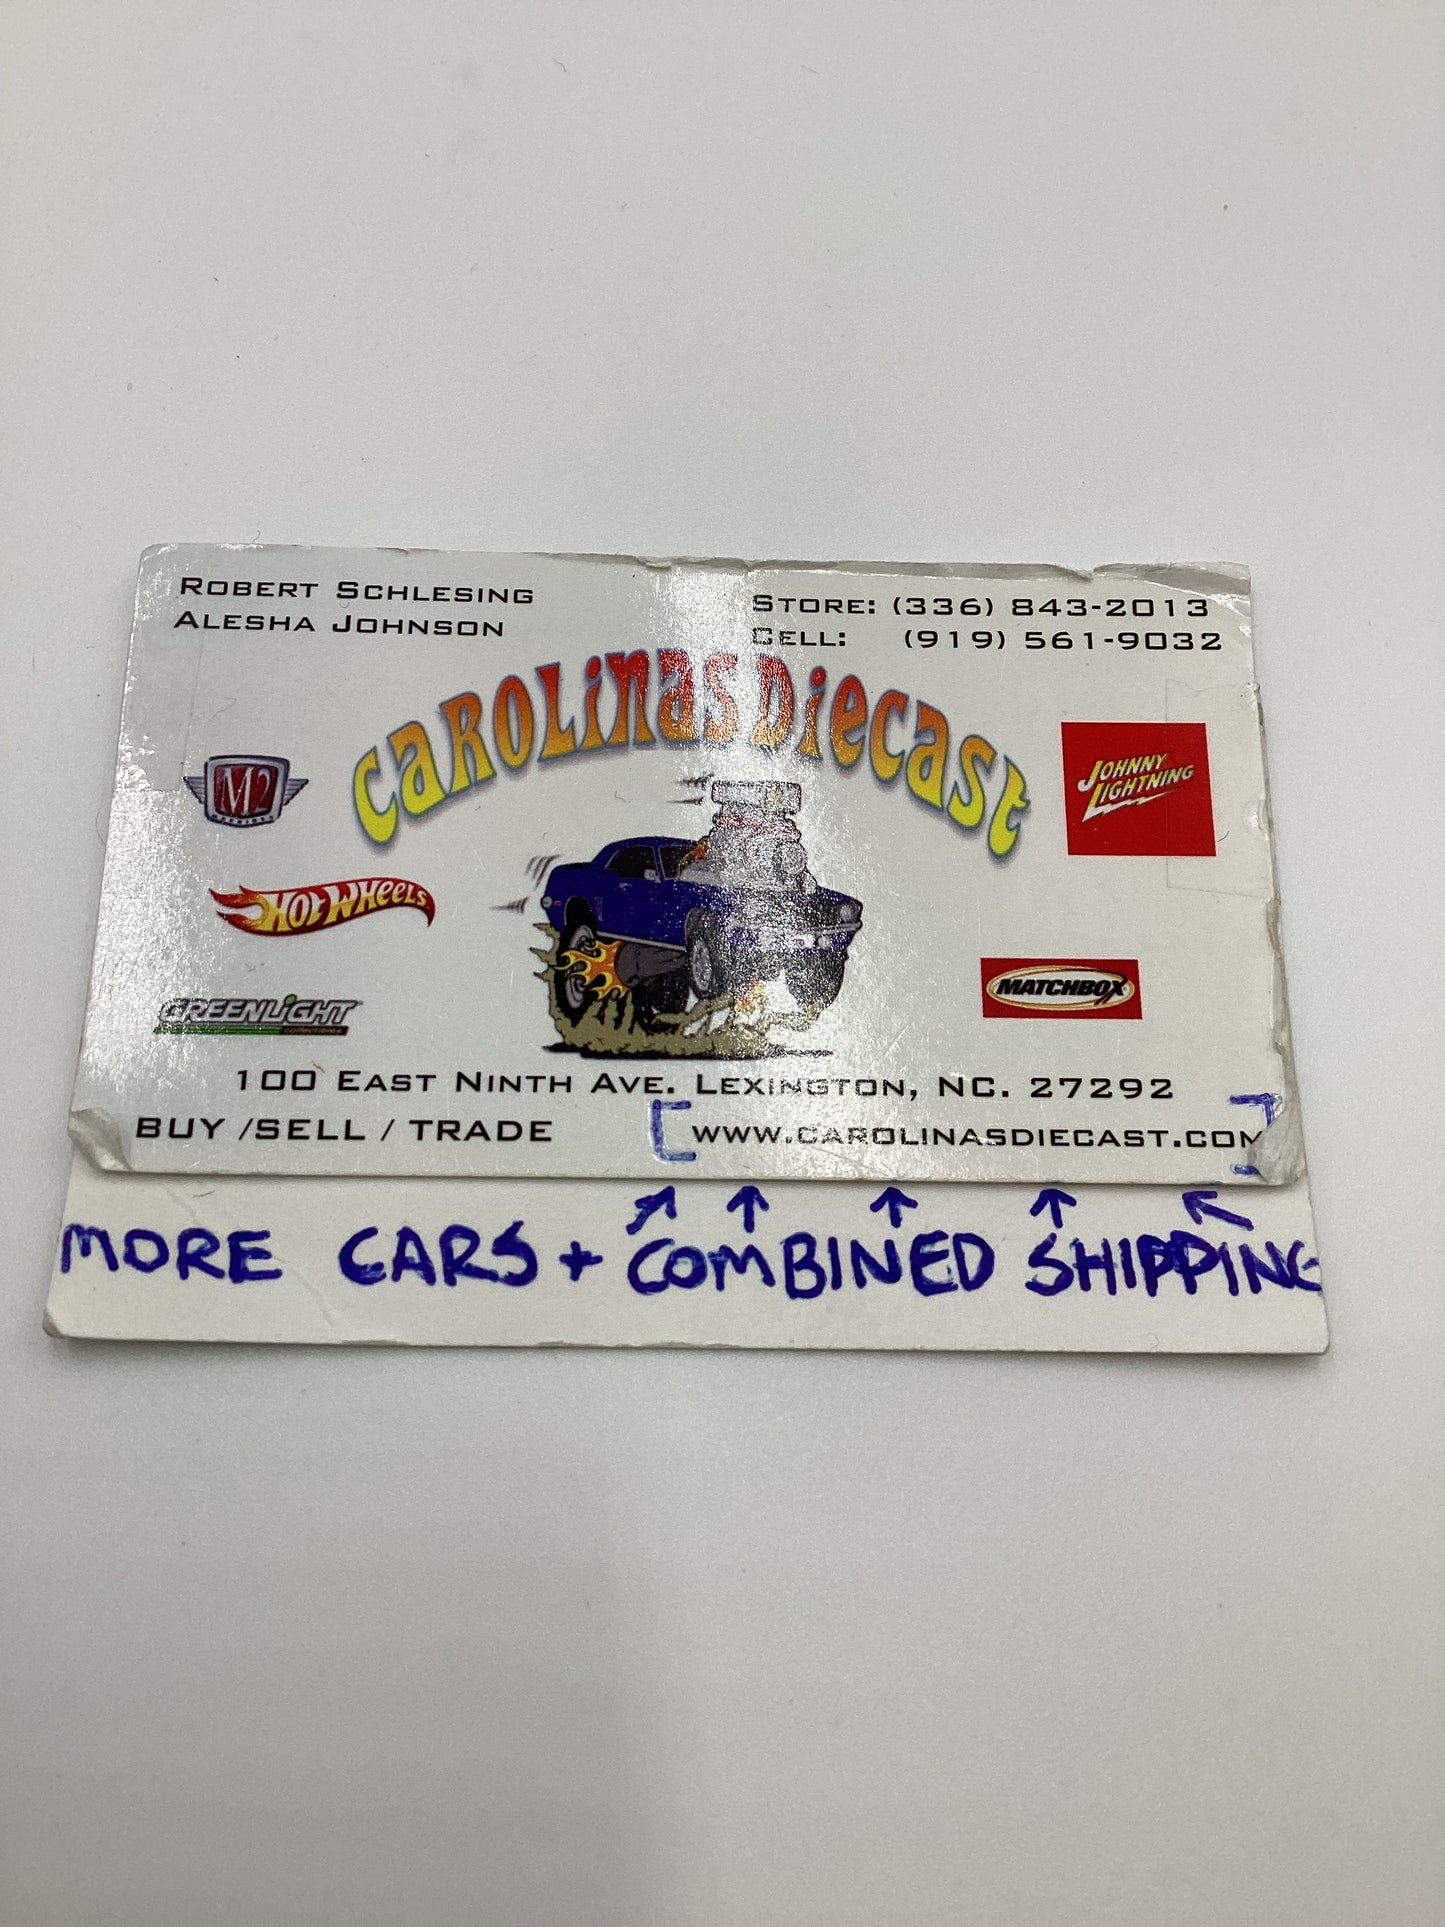 ROBERT SCHLESING
ALESHA JOHNSON
STORE: (336) 843-2013
CELL: (919) 561-9032
CAROLINAS DIECAST
M2
MACHINES
JOHNNY
LIGHTNING
HOT WHEELS
MATCHBOX
GREENLIGHT
collectibles
100 EAST NINTH AVE. LEXINGTON, NC. 27292
BUY /SELL / TRADE
WWW.CAROLINASDIECAST.COM
MORE CARS + COMBINED SHIPPING